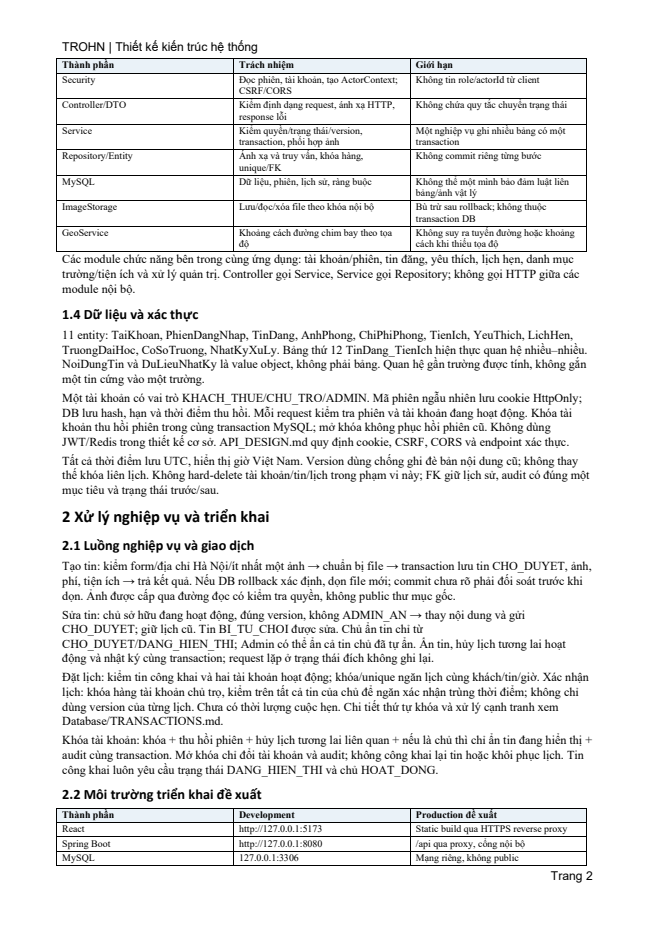 TROHN | Thiết kế kiến trúc hệ thống
Thành phần Trách nhiệm Giới hạn
Security Đọc phiên, tài khoản, tạo ActorContext; Không tin role/actorId từ client
CSRF/CORS
Controller/DTO Kiểm định dạng request, ánh xạ HTTP, Không chứa quy tắc chuyển trạng thái
response lỗi
Service Kiểm quyền/trạng thái/version, Một nghiệp vụ ghi nhiều bảng có một
transaction, phối hợp ảnh transaction
Repository/Entity Ánh xạ và truy vấn, khóa hàng, Không commit riêng từng bước
unique/FK
MySQL Dữ liệu, phiên, lịch sử, ràng buộc Không thể một mình bảo đảm luật liên
bảng/ảnh vật lý
ImageStorage Lưu/đọc/xóa file theo khóa nội bộ Bù trừ sau rollback; không thuộc
transaction DB
GeoService Khoảng cách đường chim bay theo tọa Không suy ra tuyến đường hoặc khoảng
độ cách khi thiếu tọa độ
Các module chức năng bên trong cùng ứng dụng: tài khoản/phiên, tin đăng, yêu thích, lịch hẹn, danh mục
trường/tiện ích và xử lý quản trị. Controller gọi Service, Service gọi Repository; không gọi HTTP giữa các
module nội bộ.
1.4 Dữ liệu và xác thực
11 entity: TaiKhoan, PhienDangNhap, TinDang, AnhPhong, ChiPhiPhong, TienIch, YeuThich, LichHen,
TruongDaiHoc, CoSoTruong, NhatKyXuLy. Bảng thứ 12 TinDang_TienIch hiện thực quan hệ nhiều–nhiều.
NoiDungTin và DuLieuNhatKy là value object, không phải bảng. Quan hệ gần trường được tính, không gắn
một tin cứng vào một trường.
Một tài khoản có vai trò KHACH_THUE/CHU_TRO/ADMIN. Mã phiên ngẫu nhiên lưu cookie HttpOnly;
DB lưu hash, hạn và thời điểm thu hồi. Mỗi request kiểm tra phiên và tài khoản đang hoạt động. Khóa tài
khoản thu hồi phiên trong cùng transaction MySQL; mở khóa không phục hồi phiên cũ. Không dùng
JWT/Redis trong thiết kế cơ sở. API_DESIGN.md quy định cookie, CSRF, CORS và endpoint xác thực.
Tất cả thời điểm lưu UTC, hiển thị giờ Việt Nam. Version dùng chống ghi đè bản nội dung cũ; không thay
thế khóa liên lịch. Không hard-delete tài khoản/tin/lịch trong phạm vi này; FK giữ lịch sử, audit có đúng một
mục tiêu và trạng thái trước/sau.
2 Xử lý nghiệp vụ và triển khai
2.1 Luồng nghiệp vụ và giao dịch
Tạo tin: kiểm form/địa chỉ Hà Nội/ít nhất một ảnh → chuẩn bị file → transaction lưu tin CHO_DUYET, ảnh,
phí, tiện ích → trả kết quả. Nếu DB rollback xác định, dọn file mới; commit chưa rõ phải đối soát trước khi
dọn. Ảnh được cấp qua đường đọc có kiểm tra quyền, không public thư mục gốc.
Sửa tin: chủ sở hữu đang hoạt động, đúng version, không ADMIN_AN → thay nội dung và gửi
CHO_DUYET; giữ lịch cũ. Tin BI_TU_CHOI được sửa. Chủ ẩn tin chỉ từ
CHO_DUYET/DANG_HIEN_THI; Admin có thể ẩn cả tin chủ đã tự ẩn. Ẩn tin, hủy lịch tương lai hoạt
động và nhật ký cùng transaction; request lặp ở trạng thái đích không ghi lại.
Đặt lịch: kiểm tin công khai và hai tài khoản hoạt động; khóa/unique ngăn lịch cùng khách/tin/giờ. Xác nhận
lịch: khóa hàng tài khoản chủ trọ, kiểm trên tất cả tin của chủ để ngăn xác nhận trùng thời điểm; không chỉ
dùng version của từng lịch. Chưa có thời lượng cuộc hẹn. Chi tiết thứ tự khóa và xử lý cạnh tranh xem
Database/TRANSACTIONS.md.
Khóa tài khoản: khóa + thu hồi phiên + hủy lịch tương lai liên quan + nếu là chủ thì chỉ ẩn tin đang hiển thị +
audit cùng transaction. Mở khóa chỉ đổi tài khoản và audit; không công khai lại tin hoặc khôi phục lịch. Tin
công khai luôn yêu cầu trạng thái DANG_HIEN_THI và chủ HOAT_DONG.
2.2 Môi trường triển khai đề xuất
Thành phần Development Production đề xuất
React http://127.0.0.1:5173 Static build qua HTTPS reverse proxy
Spring Boot http://127.0.0.1:8080 /api qua proxy, cổng nội bộ
MySQL 127.0.0.1:3306 Mạng riêng, không public
Trang 2